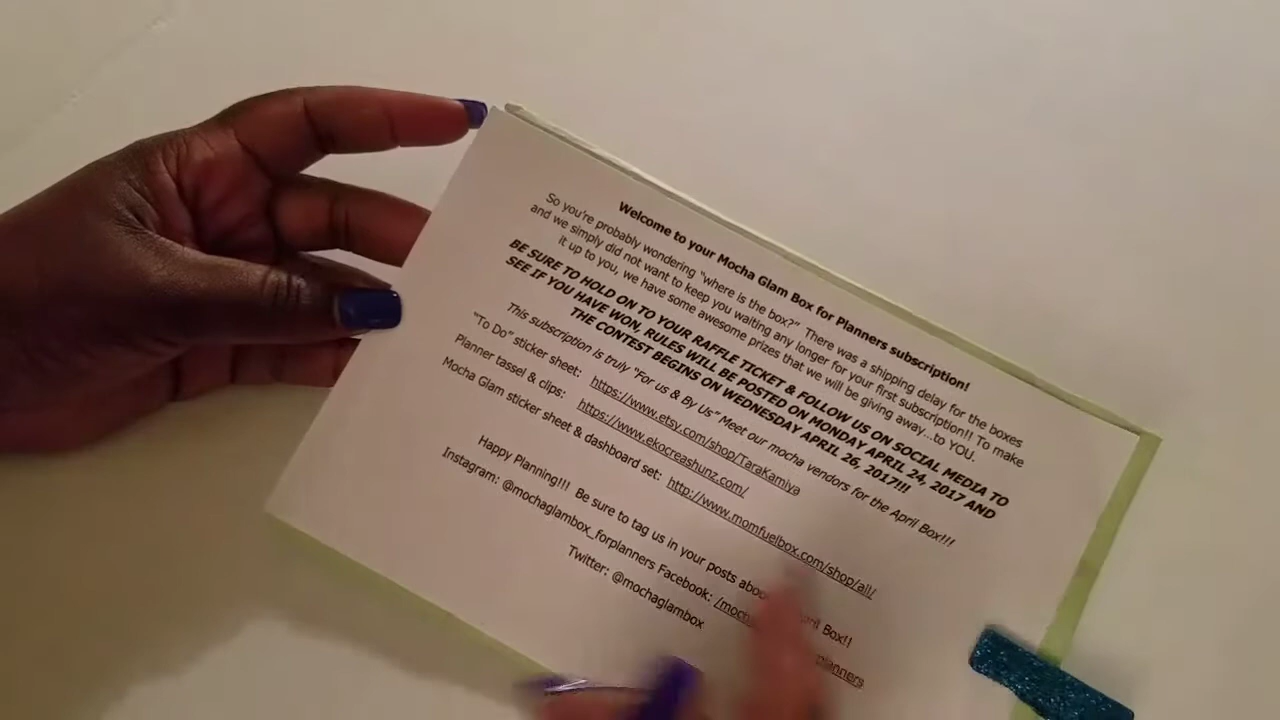 Welcome to your Mocha Glam Box for Planners subscription!
So you're probably wondering "where is the box?" There was a shipping delay for the boxes
and we simply did not want to keep you waiting any longer for your first subscription!! To make
it up to you, we have some awesome prizes that we will be giving away...to YOU.
BE SURE TO HOLD ON TO YOUR RAFFLE TICKET & FOLLOW US ON SOCIAL MEDIA TO
SEE IF YOU HAVE WON, RULES WILL BE POSTED ON MONDAY APRIL 24, 2017 AND
THE CONTEST BEGINS ON WEDNESDAY APRIL 26, 2017!!!
This subscription is truly "For us & By Us" Meet our mocha vendors for the April Box!!!
"To Do" sticker sheet: https://www.etsy.com/shop/TaraKamiya
Planner tassel & clips: https://www.ekocreashunz.com/
Mocha Glam sticker sheet & dashboard set: http://www.momfuelbox.com/shop/all/
Happy Planning!!! Be sure to tag us in your posts Box!!
Instagram: @mochaglambox_forplanners Facebook: planners
Twitter: @mochaglambox